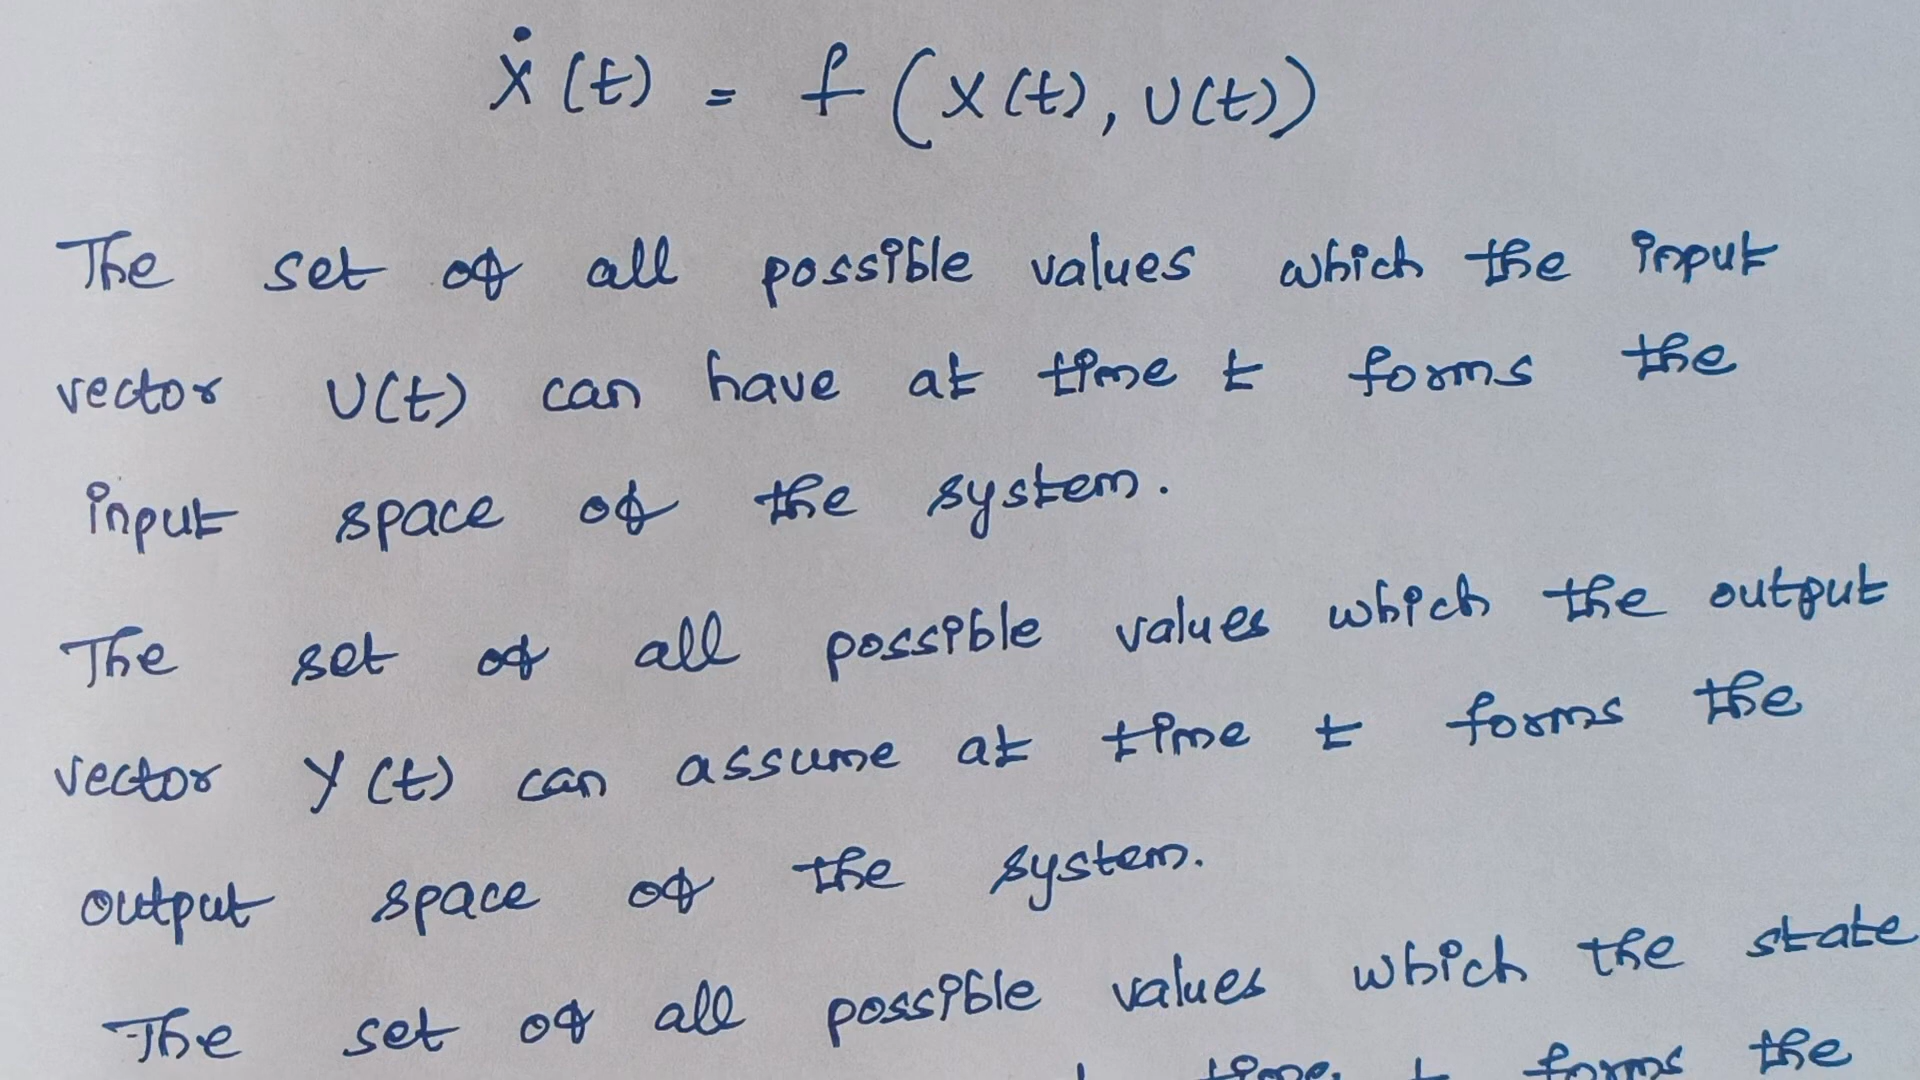 Ẋ(t) = f(X(t), U(t))
The set of all possible values which the input
vector U(t) can have at time t forms the
input space of the system.
The set of all possible values which the output
vector Y(t) can assume at time t forms the
output space of the system.
The set of all possible values which the state
time t forms the